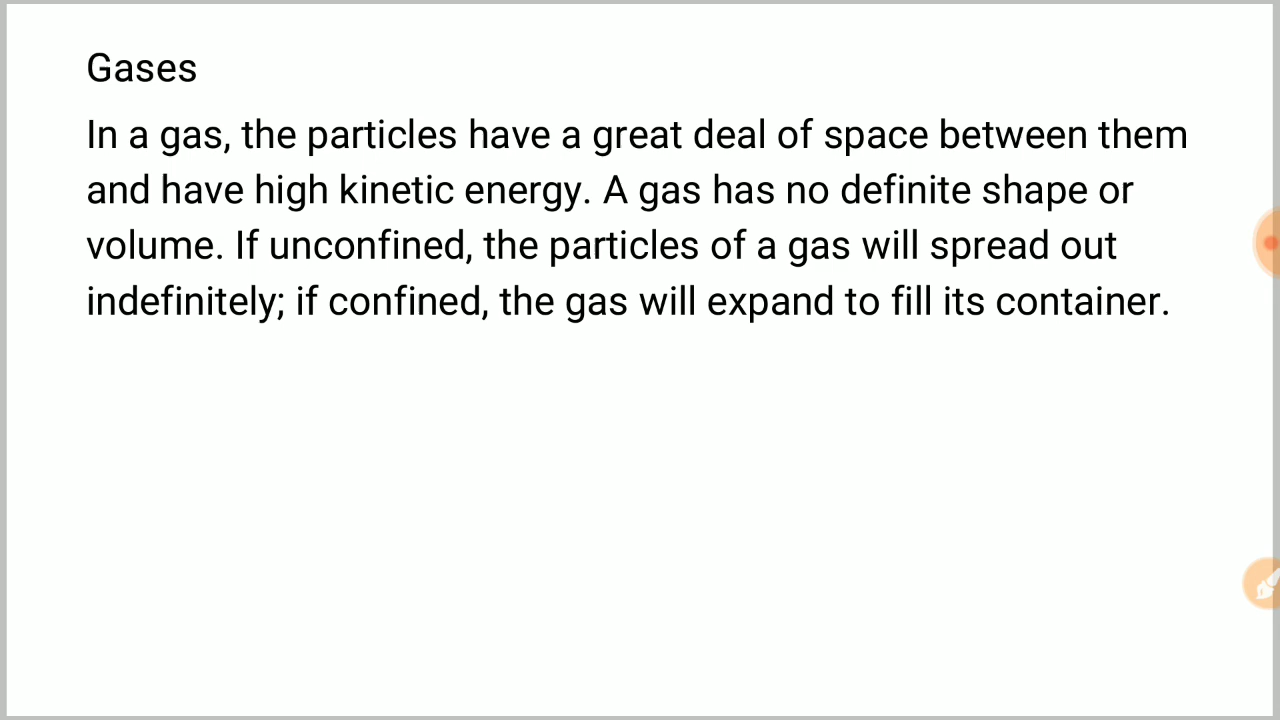 Gases
In a gas, the particles have a great deal of space between them
and have high kinetic energy. A gas has no definite shape or
volume. If unconfined, the particles of a gas will spread out
indefinitely; if confined, the gas will expand to fill its container.